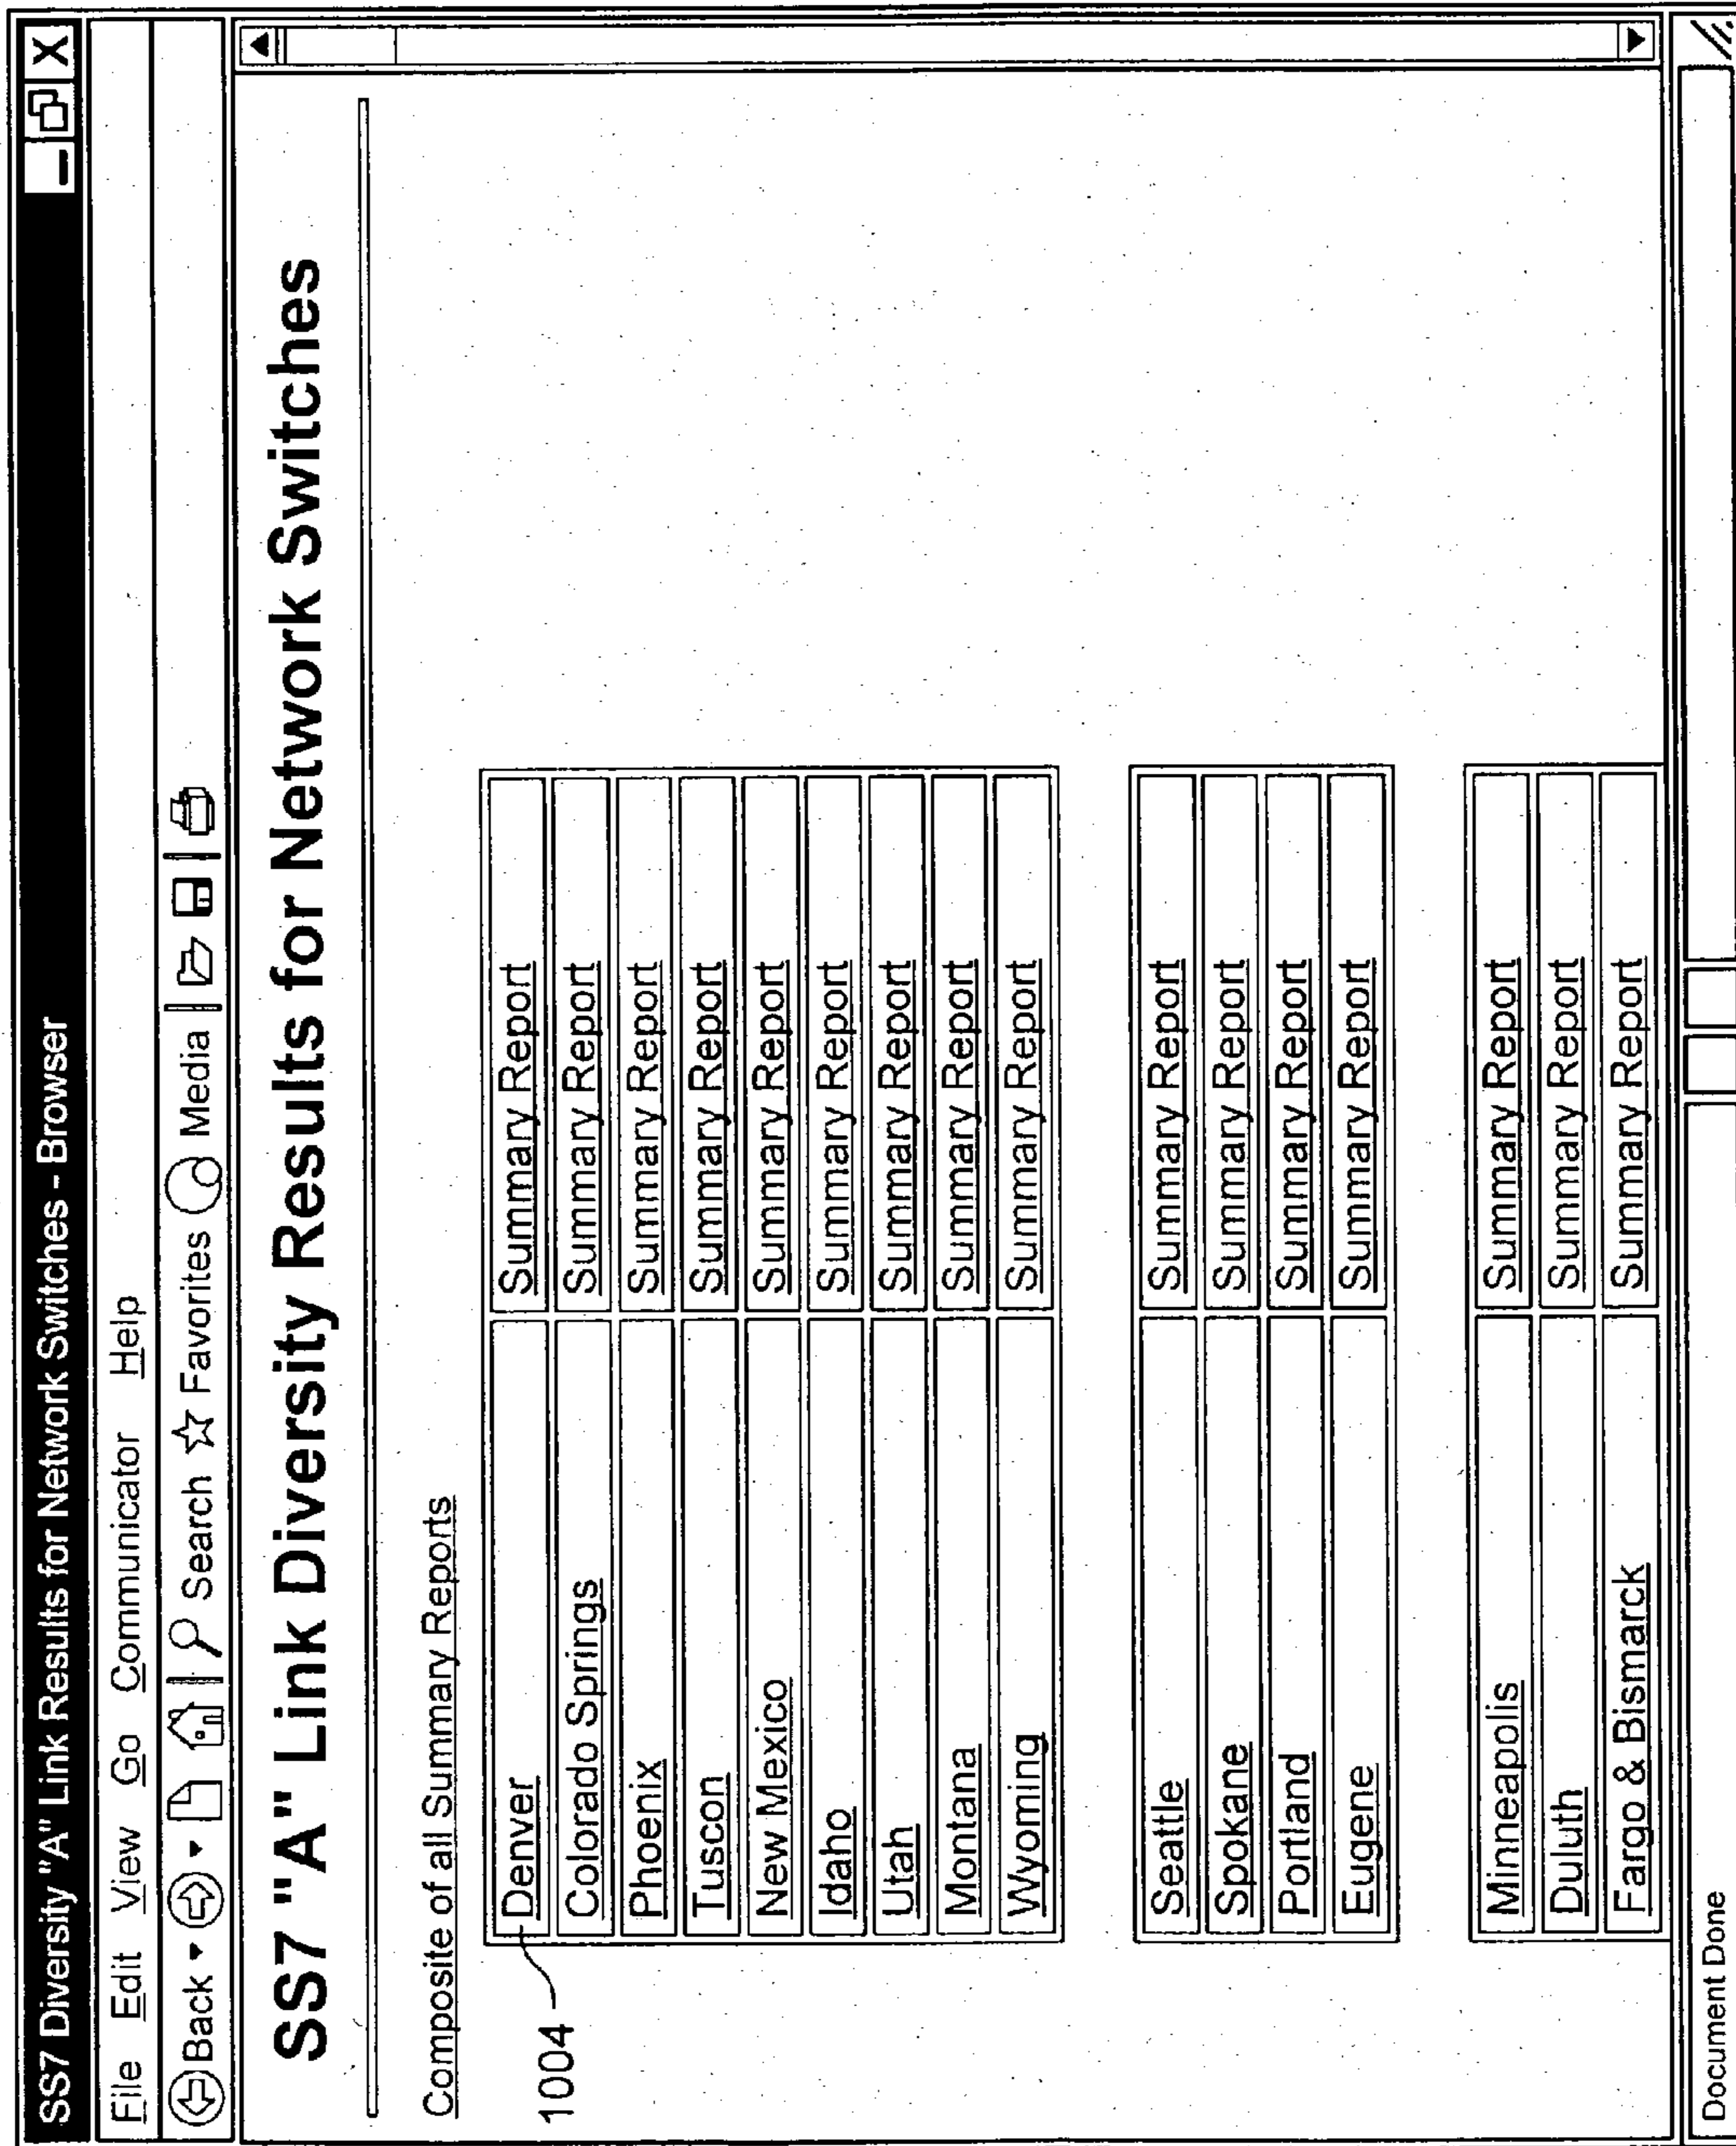 SS7 Diversity "A" Link Results for Network Switches - Browser
File Edit View Go Communicator Help
Back Search Favorites Media
SS7 "A" Link Diversity Results for Network Switches
Composite of all Summary Reports
1004
Denver Summary Report
Colorado Springs Summary Report
Phoenix Summary Report
Tuscon Summary Report
New Mexico Summary Report
Idaho Summary Report
Utah Summary Report
Montana Summary Report
Wyoming Summary Report
Seattle Summary Report
Spokane Summary Report
Portland Summary Report
Eugene Summary Report
Minneapolis Summary Report
Duluth Summary Report
Fargo & Bismarck Summary Report
Document Done